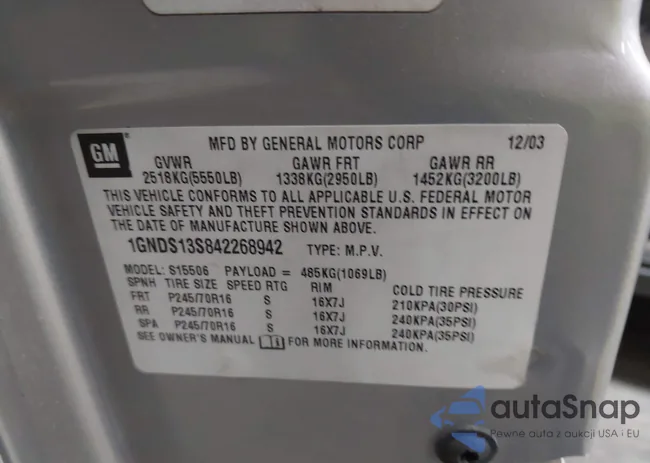 GM
MFD BY GENERAL MOTORS CORP 12/03
GVWR GAWR FRT GAWR RR
2518KG(5550LB) 1338KG(2950LB) 1452KG(3200LB)
THIS VEHICLE CONFORMS TO ALL APPLICABLE U.S. FEDERAL MOTOR
VEHICLE SAFETY AND THEFT PREVENTION STANDARDS IN EFFECT ON
THE DATE OF MANUFACTURE SHOWN ABOVE.
1GNDS13S842268942 TYPE: M.P.V.
MODEL: S15506 PAYLOAD = 485KG(1069LB)
SPNH TIRE SIZE SPEED RTG RIM COLD TIRE PRESSURE
FRT P245/70R16 S 16X7J 210KPA(30PSI)
RR P245/70R16 S 16X7J 240KPA(35PSI)
SPA P245/70R16 S 16X7J 240KPA(35PSI)
SEE OWNER'S MANUAL FOR MORE INFORMATION.
autaSnap
Pewne auta z aukcji USA i EU